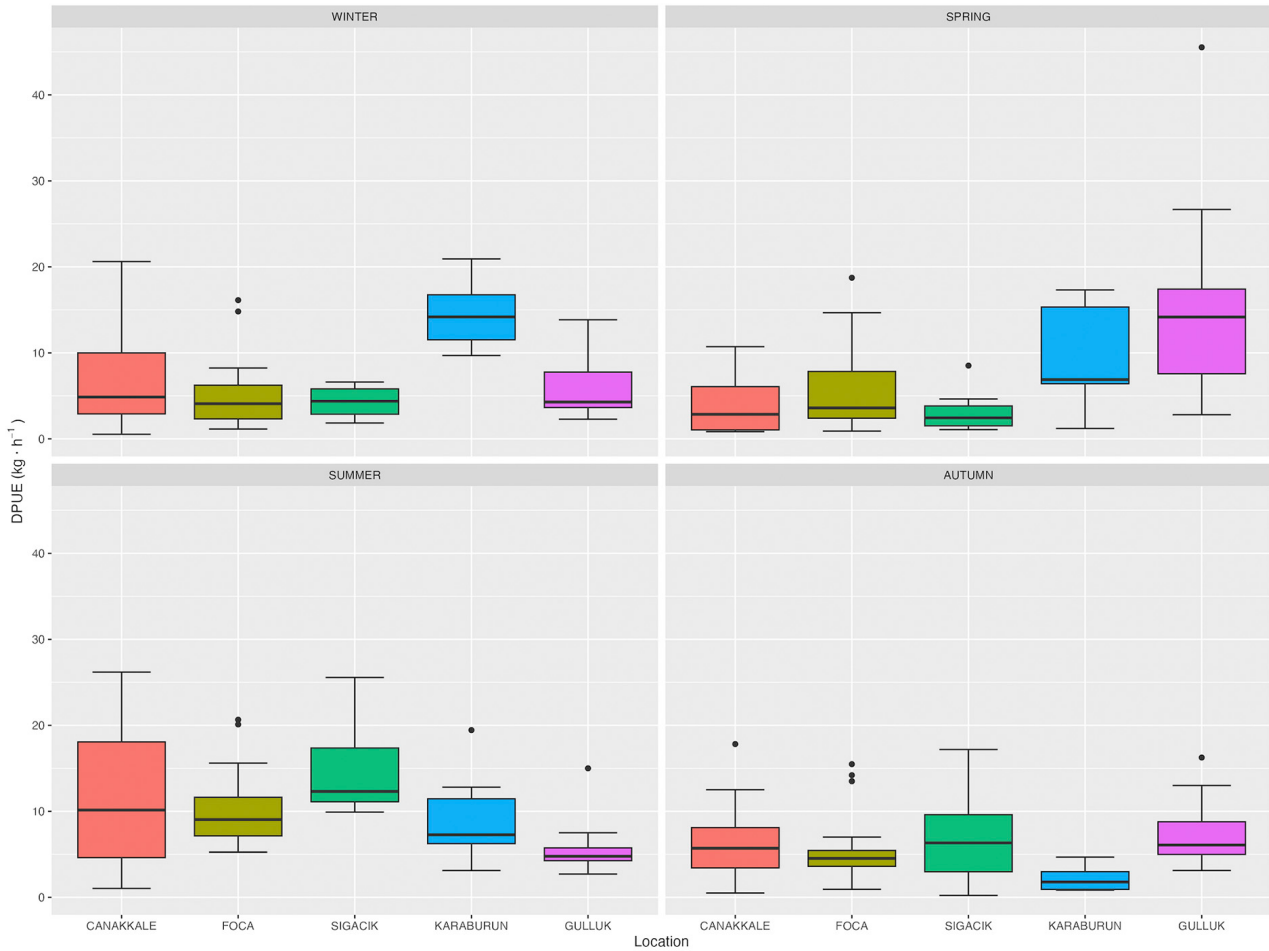 WINTER
SPRING
40
30
20
10
0
SUMMER
AUTUMN
DPUE (kg · h⁻¹ )
40
30
20
10
0
CANAKKALE FOCA SIGACIK KARABURUN GULLUK
CANAKKALE FOCA SIGACIK KARABURUN GULLUK
Location